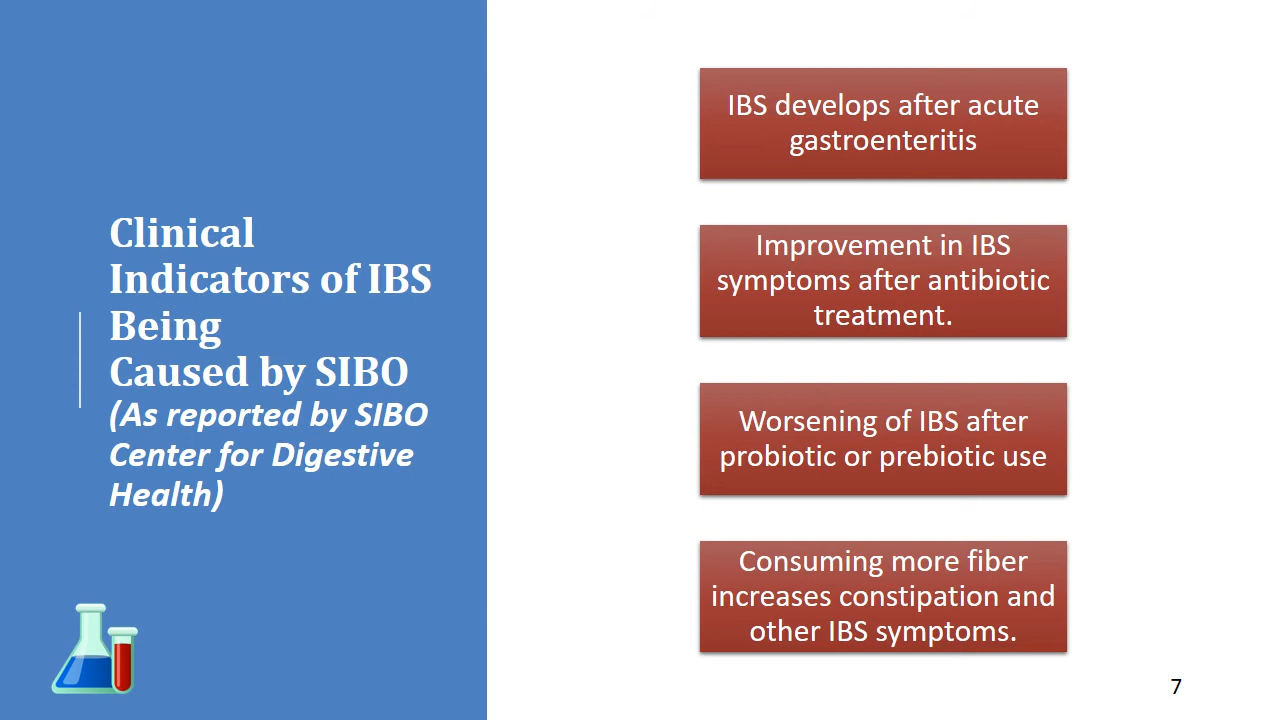 Clinical
Indicators of IBS
Being
Caused by SIBO
(As reported by SIBO
Center for Digestive
Health)
IBS develops after acute
gastroenteritis
Improvement in IBS
symptoms after antibiotic
treatment.
Worsening of IBS after
probiotic or prebiotic use
Consuming more fiber
increases constipation and
other IBS symptoms.
7